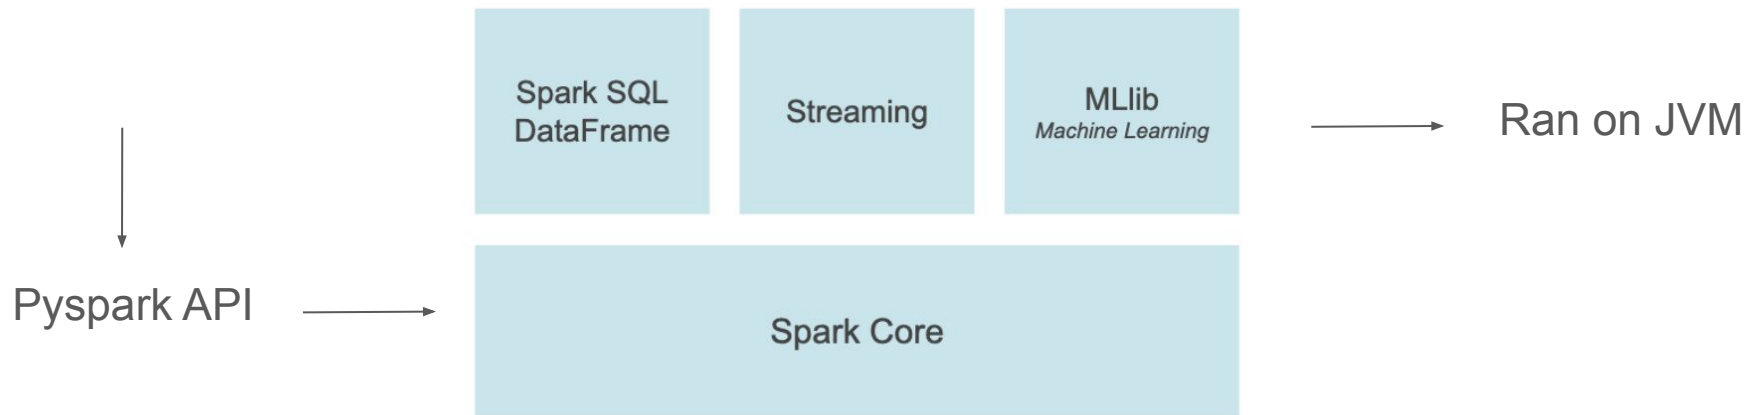 Spark SQL
DataFrame
Streaming
MLlib
Machine Learning
Ran on JVM
Pyspark API
Spark Core